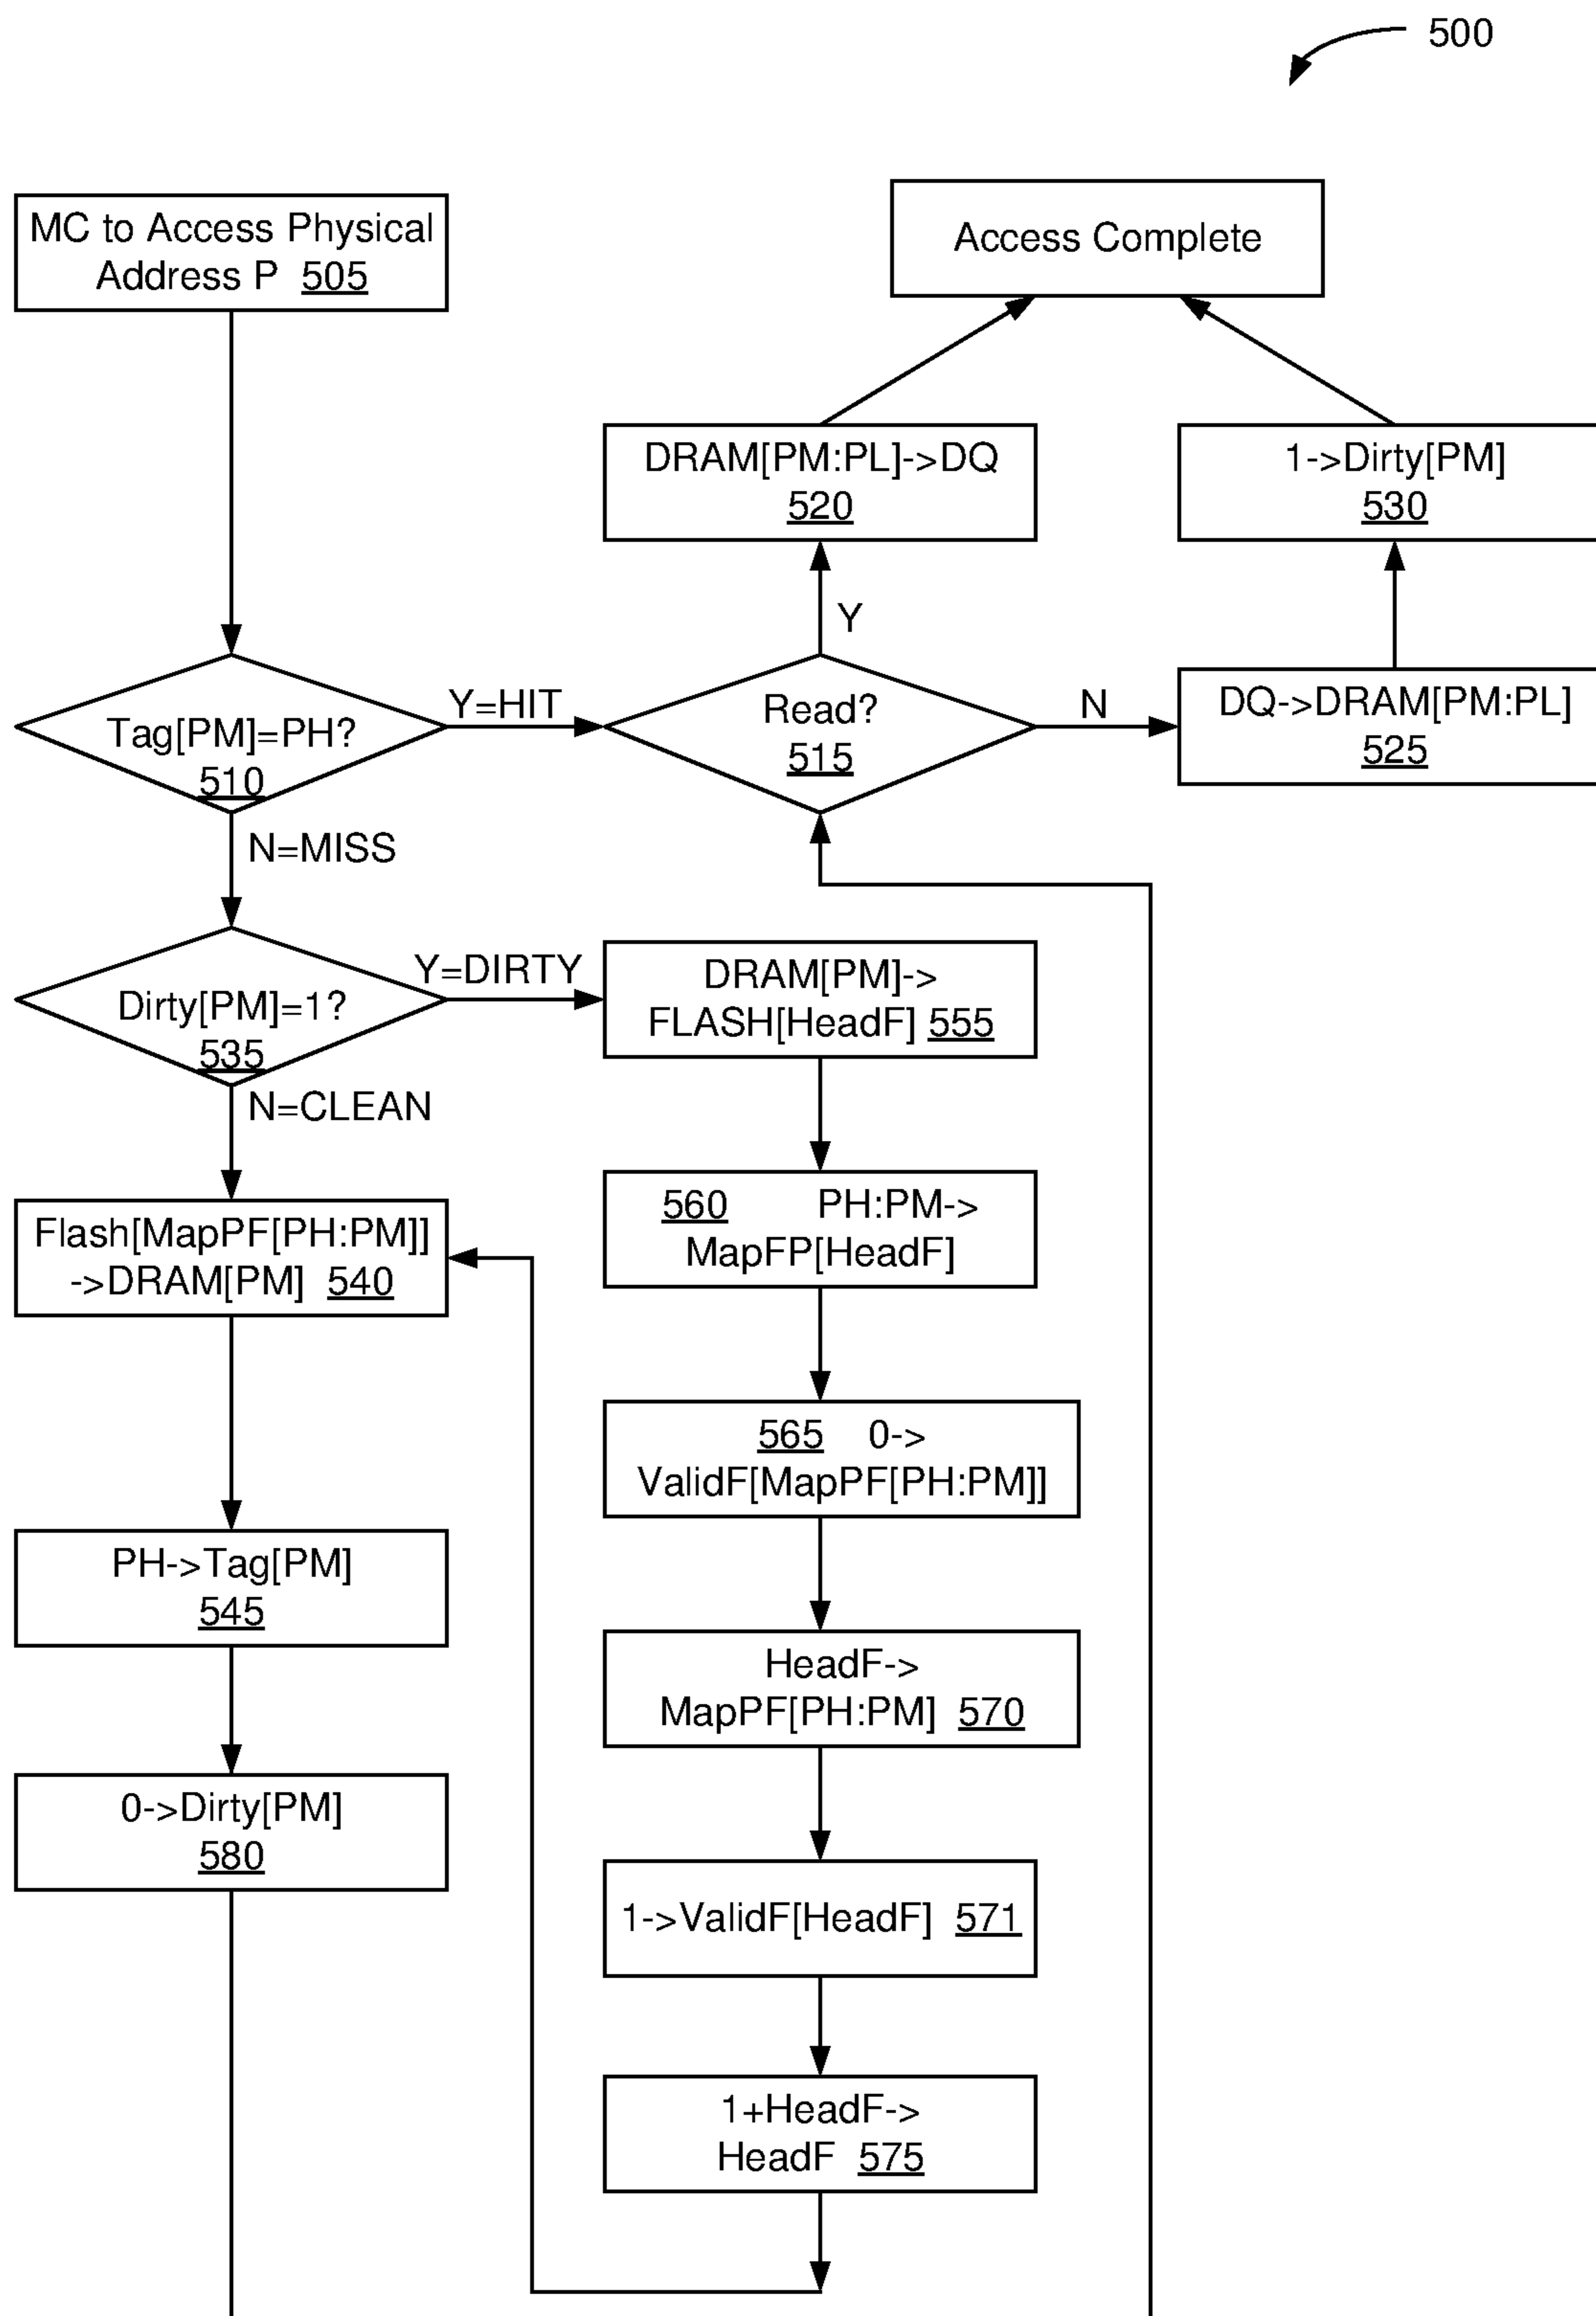 500
MC to Access Physical
Address P 505
Access Complete
DRAM[PM:PL]->DQ
520
1->Dirty[PM]
530
Y
Tag[PM]=PH?
510
Y=HIT
Read?
515
N
DQ->DRAM[PM:PL]
525
N=MISS
Dirty[PM]=1?
535
Y=DIRTY
DRAM[PM]->
FLASH[HeadF] 555
N=CLEAN
Flash[MapPF[PH:PM]]
->DRAM[PM] 540
560 PH:PM->
MapFP[HeadF]
565 0->
ValidF[MapPF[PH:PM]]
PH->Tag[PM]
545
HeadF->
MapPF[PH:PM] 570
0->Dirty[PM]
580
1->ValidF[HeadF] 571
1+HeadF->
HeadF 575